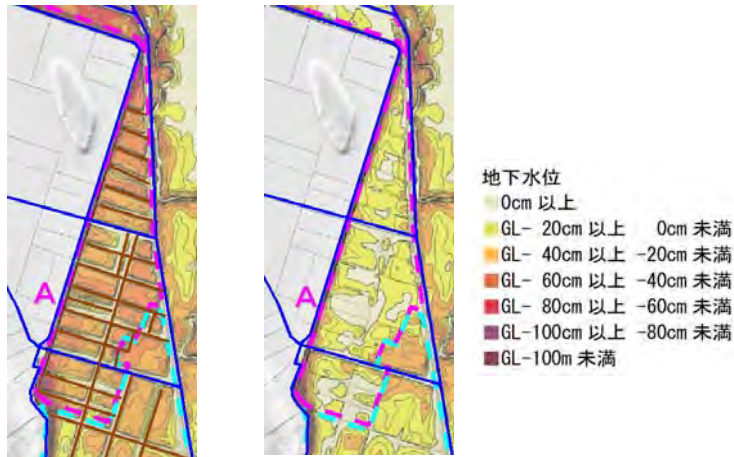 A
A
地下水位
0cm 以上
GL- 20cm 以上 0cm 未満
GL- 40cm 以上 -20cm 未満
GL- 60cm 以上 -40cm 未満
GL- 80cm 以上 -60cm 未満
GL-100cm 以上 -80cm 未満
GL-100m 未満